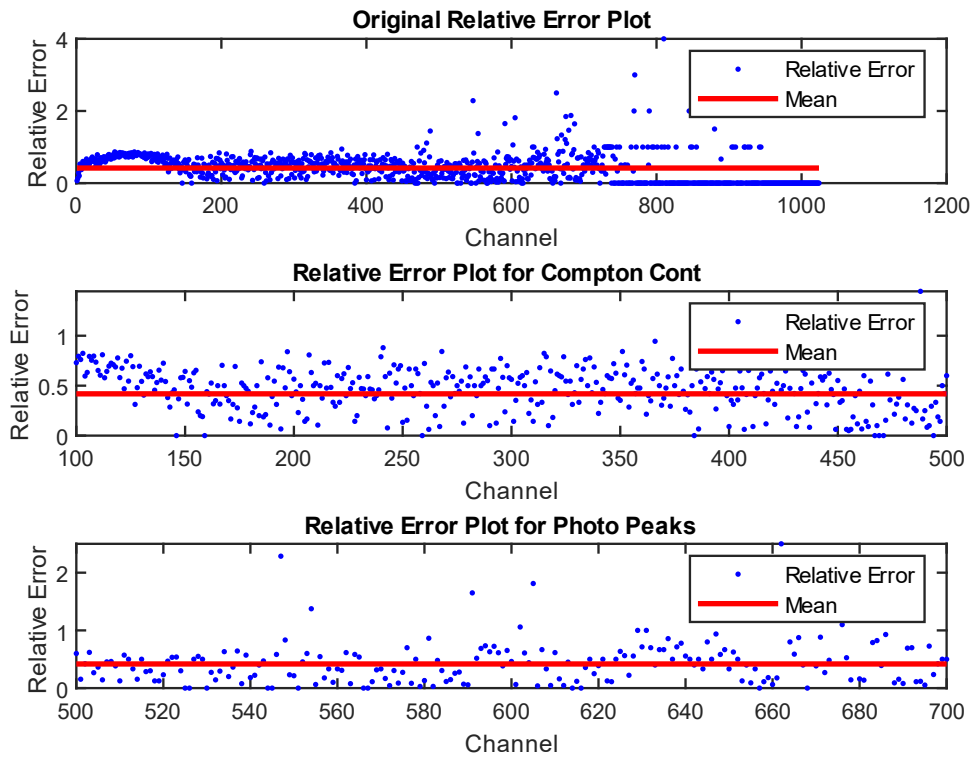 Original Relative Error Plot
Relative Error
4
2
0
Relative Error
Mean
0 200 400 600 800 1000 1200
Channel
Relative Error Plot for Compton Cont
Relative Error
1
0.5
0
Relative Error
Mean
100 150 200 250 300 350 400 450 500
Channel
Relative Error Plot for Photo Peaks
Relative Error
2
1
0
Relative Error
Mean
500 520 540 560 580 600 620 640 660 680 700
Channel